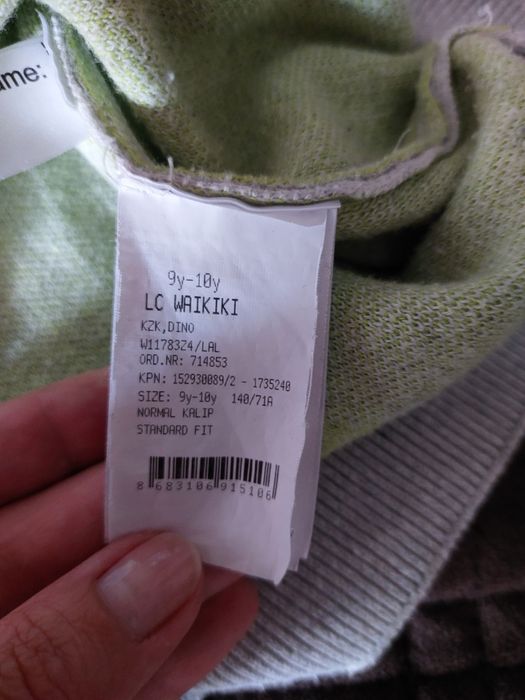 ame:
9y-10y
LC WAIKIKI
KZK,DINO
W11783Z4/LAL
ORD.NR: 714853
KPN: 152930089/2 - 1735240
SIZE: 9y-10y 140/71A
NORMAL KALIP
STANDARD FIT
8 683106 915106